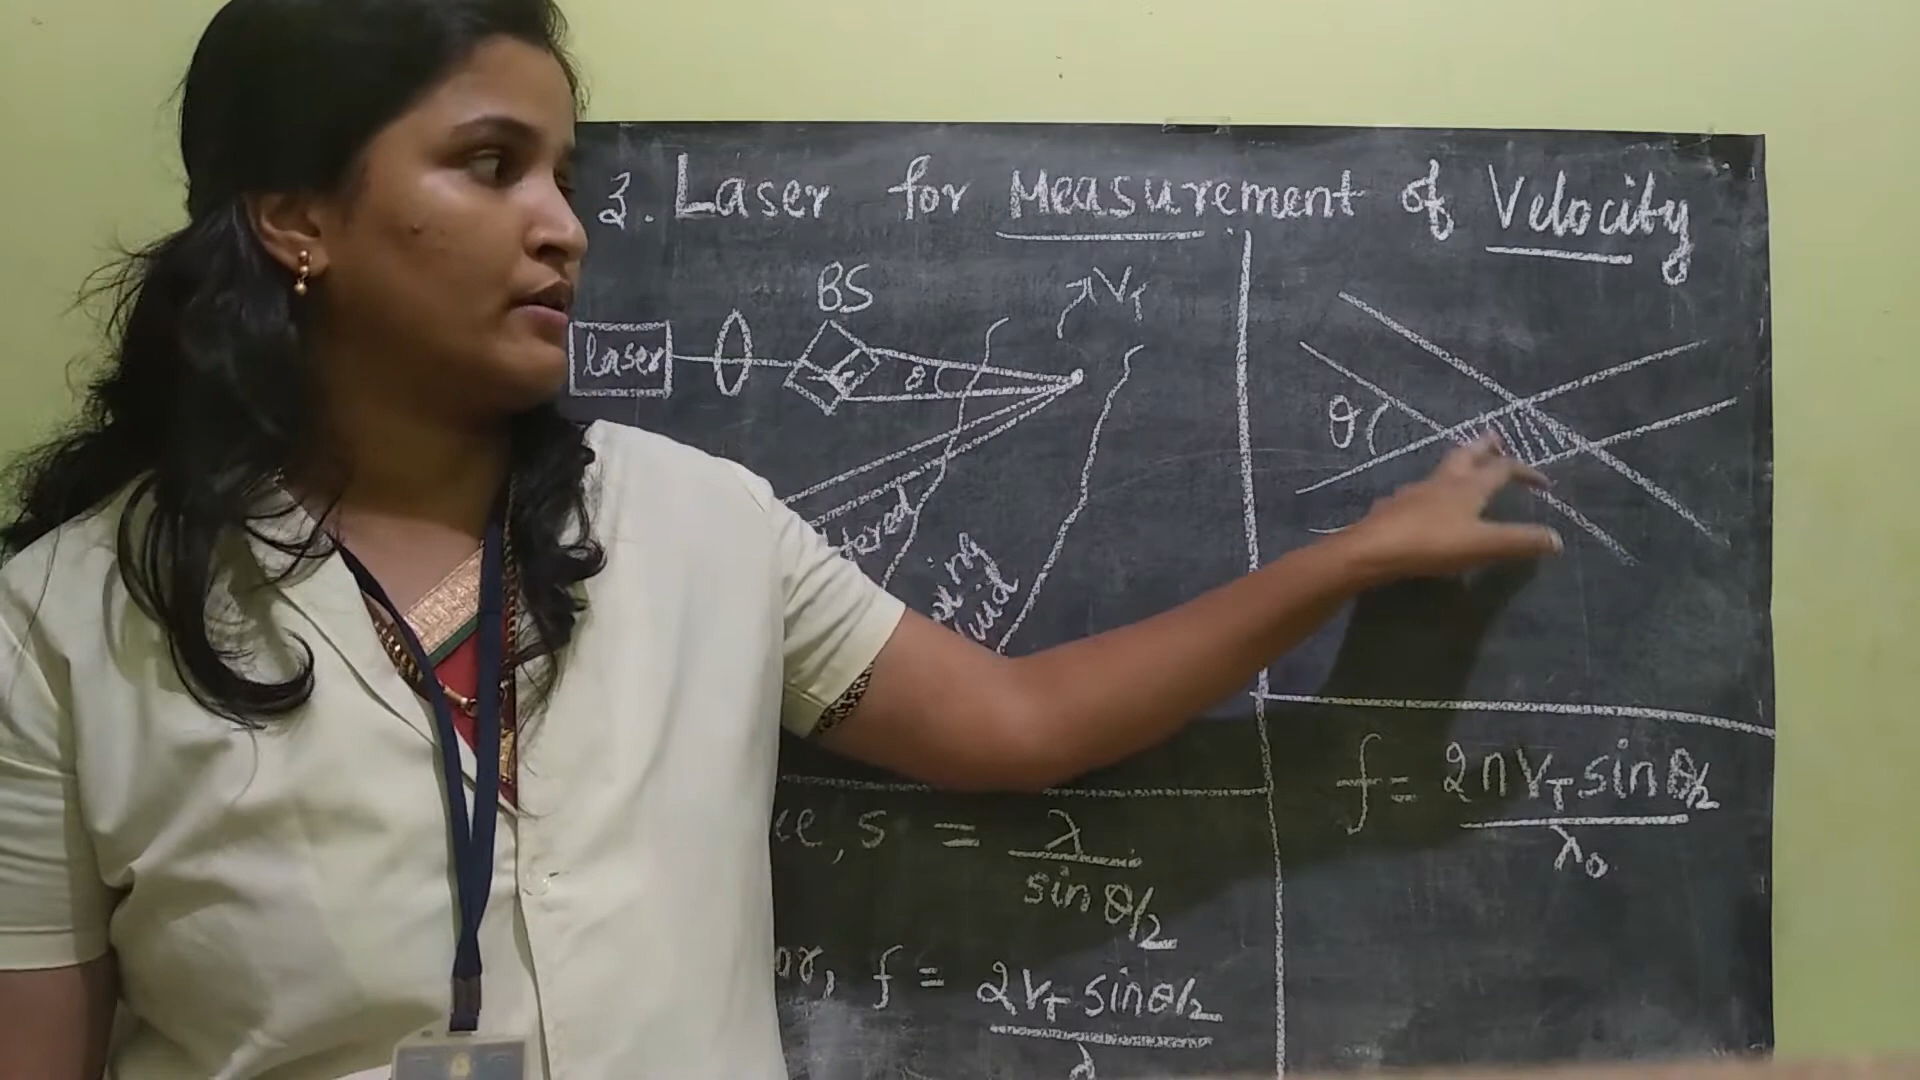 3. Laser for Measurement of Velocity
BS
V_T
laser
θ
θ
f = 2nV_T sin θ/2 / λ₀
, s = λ / sin θ/2
or, f = 2V_T sin θ/2 / λ